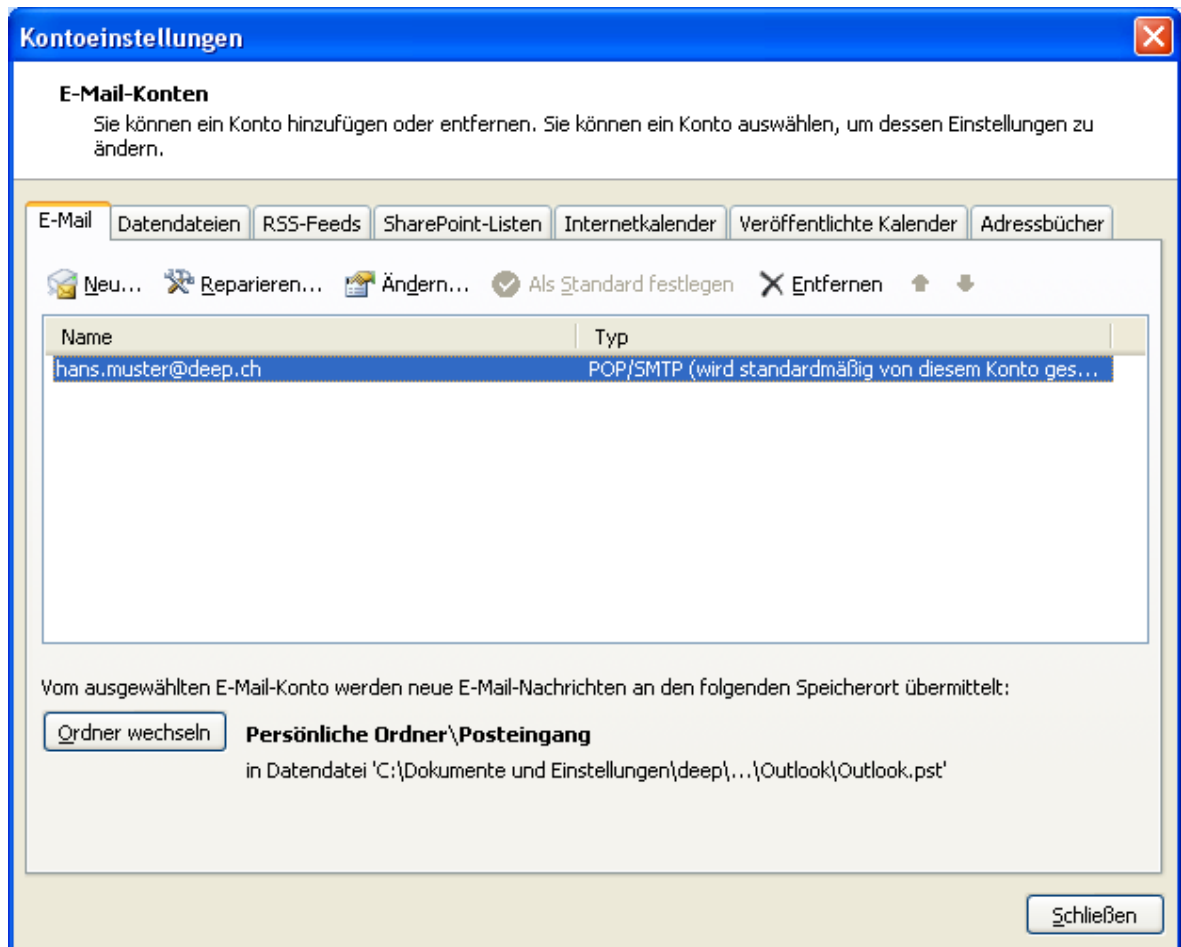 Kontoeinstellungen
E-Mail-Konten
Sie können ein Konto hinzufügen oder entfernen. Sie können ein Konto auswählen, um dessen Einstellungen zu
ändern.
E-Mail Datendateien RSS-Feeds SharePoint-Listen Internetkalender Veröffentlichte Kalender Adressbücher
Neu... Reparieren... Ändern... Als Standard festlegen Entfernen
Name Typ
hans.muster@deep.ch POP/SMTP (wird standardmäßig von diesem Konto ges...
Vom ausgewählten E-Mail-Konto werden neue E-Mail-Nachrichten an den folgenden Speicherort übermittelt:
Ordner wechseln Persönliche Ordner\Posteingang
in Datendatei 'C:\Dokumente und Einstellungen\deep\...\Outlook\Outlook.pst'
Schließen